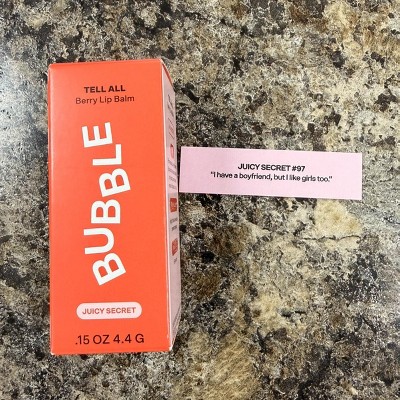 TELL ALL
Berry Lip Balm
BUBBLE
JUICY SECRET
.15 OZ 4.4 G
JUICY SECRET #97
"I have a boyfriend, but I like girls too."